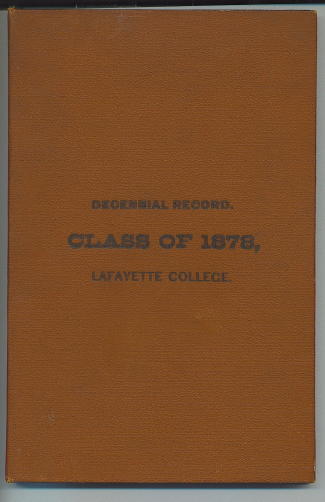 DECENNIAL RECORD.
CLASS OF 1878,
LAFAYETTE COLLEGE.